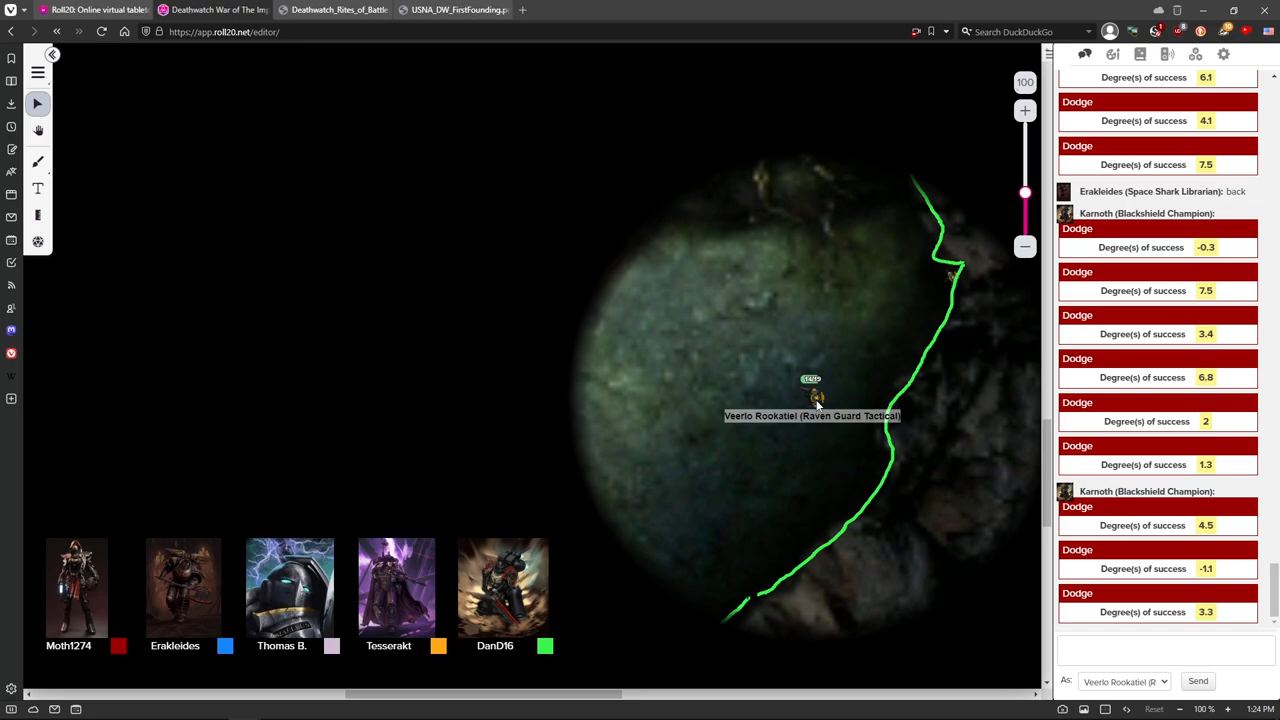 Roll20: Online virtual tablet
Deathwatch War of The Imp
Deathwatch_Rites_of_Battle
USNA_DW_FirstFounding.p
https://app.roll20.net/editor/
Search DuckDuckGo
100
Veerlo Rookatiel (Raven Guard Tactical)
Moth1274
Erakleides
Thomas B.
Tesserakt
DanD16
Degree(s) of success 6.1
Dodge
Degree(s) of success 4.1
Dodge
Degree(s) of success 7.5
Erakleides (Space Shark Librarian): back
Karnoth (Blackshield Champion):
Dodge
Degree(s) of success -0.3
Dodge
Degree(s) of success 7.5
Dodge
Degree(s) of success 3.4
Dodge
Degree(s) of success 6.8
Dodge
Degree(s) of success 2
Dodge
Degree(s) of success 1.3
Karnoth (Blackshield Champion):
Dodge
Degree(s) of success 4.5
Dodge
Degree(s) of success -1.1
Dodge
Degree(s) of success 3.3
As: Veerlo Rookatiel (R
Send
Reset
100 %
1:24 PM